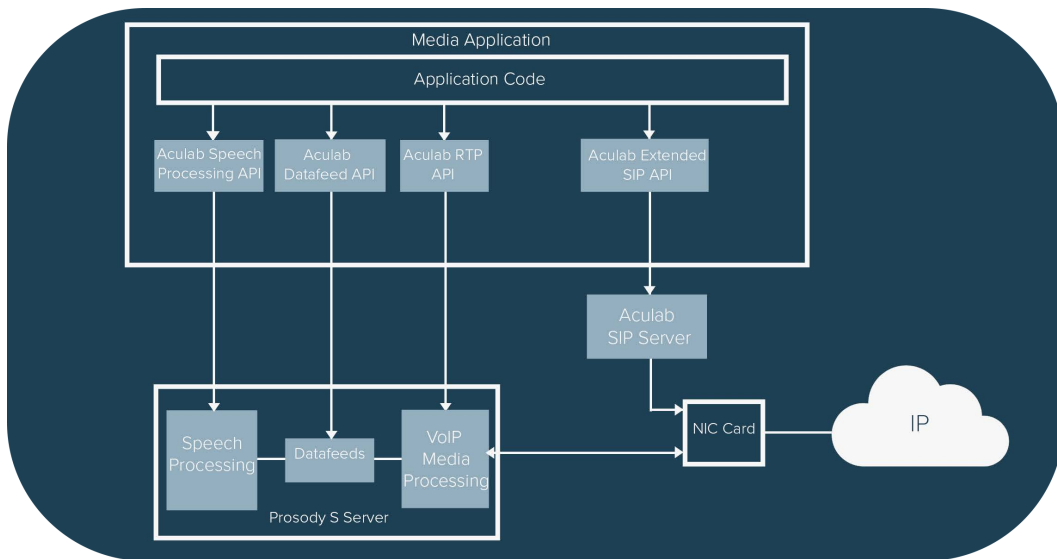 Media Application
Application Code
Aculab Speech
Processing API
Aculab
Datafeed API
Aculab RTP
API
Aculab Extended
SIP API
Aculab
SIP Server
Speech
Processing
Datafeeds
VoIP
Media
Processing
NIC Card
IP
Prosody S Server